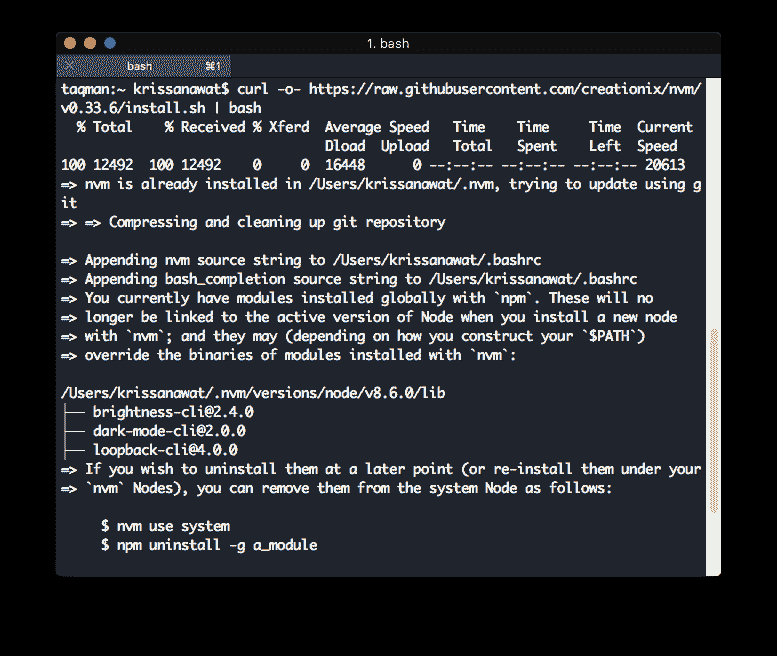 1. bash
bash ⌘1
taqman:~ krissanawat$ curl -o- https://raw.githubusercontent.com/creationix/nvm/
v0.33.6/install.sh | bash
% Total % Received % Xferd Average Speed Time Time Time Current
Dload Upload Total Spent Left Speed
100 12492 100 12492 0 0 16448 0 --:--:-- --:--:-- --:--:-- 20613
=> nvm is already installed in /Users/krissanawat/.nvm, trying to update using g
it
=> => Compressing and cleaning up git repository
=> Appending nvm source string to /Users/krissanawat/.bashrc
=> Appending bash_completion source string to /Users/krissanawat/.bashrc
=> You currently have modules installed globally with `npm`. These will no
=> longer be linked to the active version of Node when you install a new node
=> with `nvm`; and they may (depending on how you construct your `$PATH`)
=> override the binaries of modules installed with `nvm`:
/Users/krissanawat/.nvm/versions/node/v8.6.0/lib
├── brightness-cli@2.4.0
├── dark-mode-cli@2.0.0
├── loopback-cli@4.0.0
=> If you wish to uninstall them at a later point (or re-install them under your
=> `nvm` Nodes), you can remove them from the system Node as follows:
$ nvm use system
$ npm uninstall -g a_module